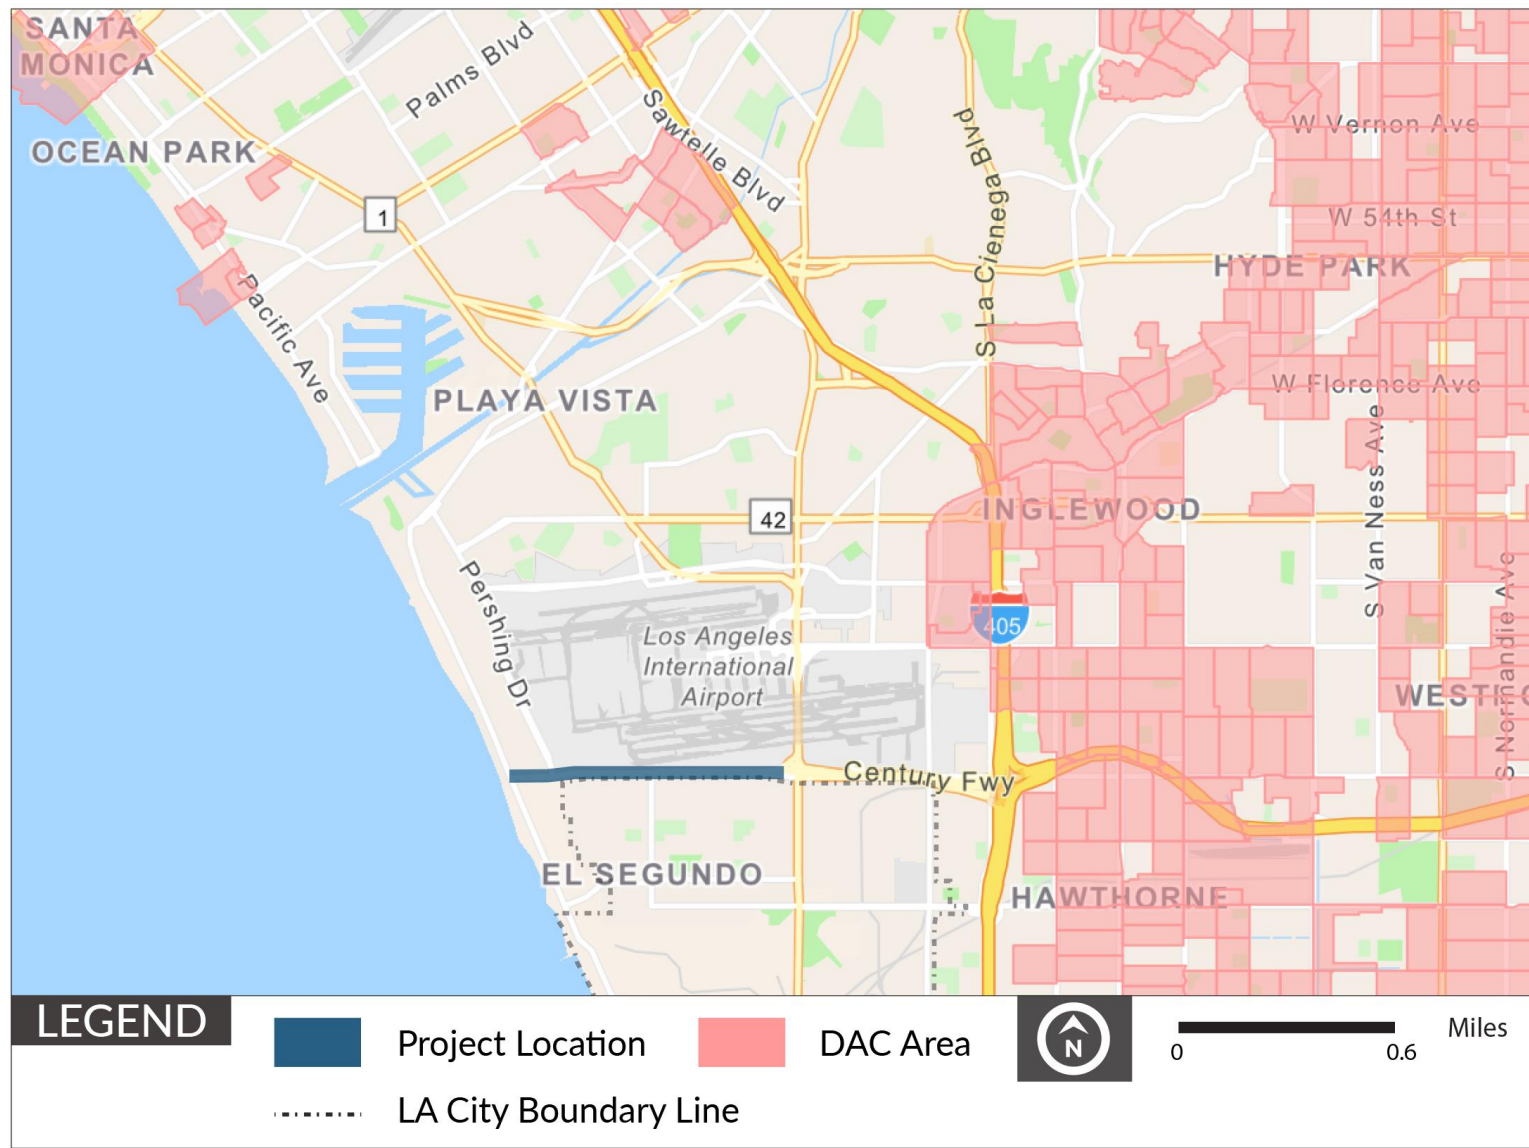 SANTA
MONICA
Palms Blvd
Sawtelle Blvd
S La Cienega Blvd
W Vernon Ave
OCEAN PARK
1
W 54th St
HYDE PARK
Pacific Ave
PLAYA VISTA
W Florence Ave
S Van Ness Ave
42
INGLEWOOD
Pershing Dr
405
Los Angeles
International
Airport
S Normandie Ave
Century Fwy
EL SEGUNDO
HAWTHORNE
LEGEND
Project Location
DAC Area
N
0
0.6
Miles
LA City Boundary Line